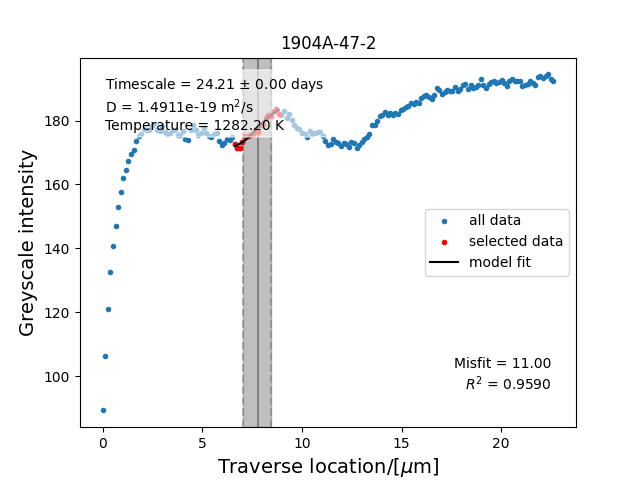 1904A-47-2
Timescale = 24.21 ± 0.00 days
D = 1.4911e-19 m²/s
Temperature = 1282.20 K
180
160
140
120
100
Greyscale intensity
all data
selected data
model fit
Misfit = 11.00
R² = 0.9590
0 5 10 15 20
Traverse location/[μm]